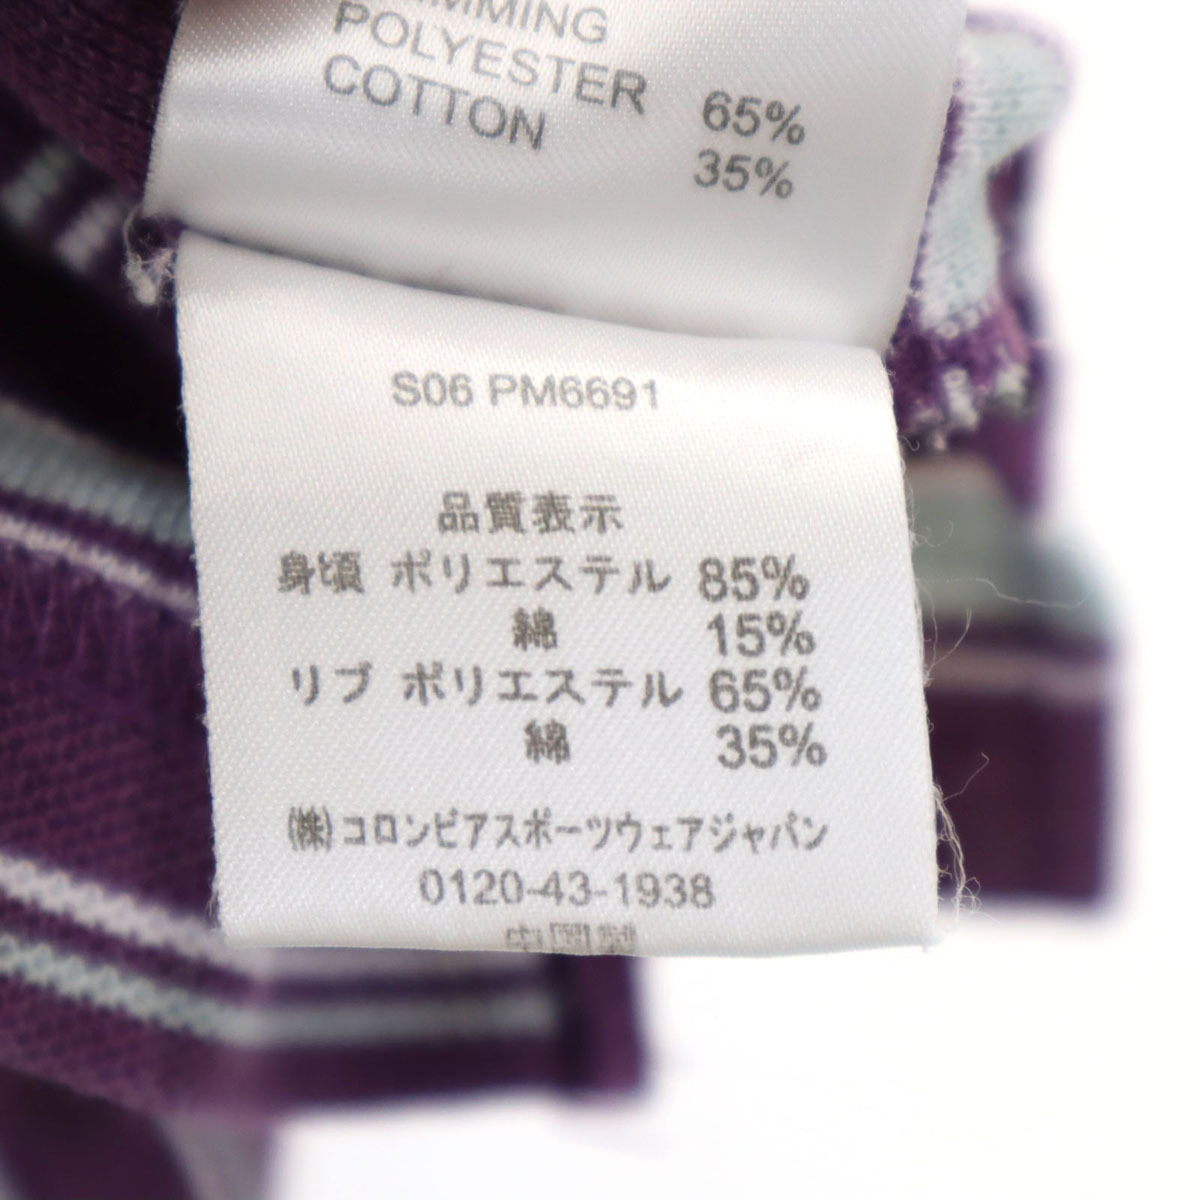 POLYESTER 65%
COTTON 35%
S06 PM6691
品質表示
身頃 ポリエステル 85%
綿 15%
リブ ポリエステル 65%
綿 35%
(株)コロンビアスポーツウェアジャパン
0120-43-1938